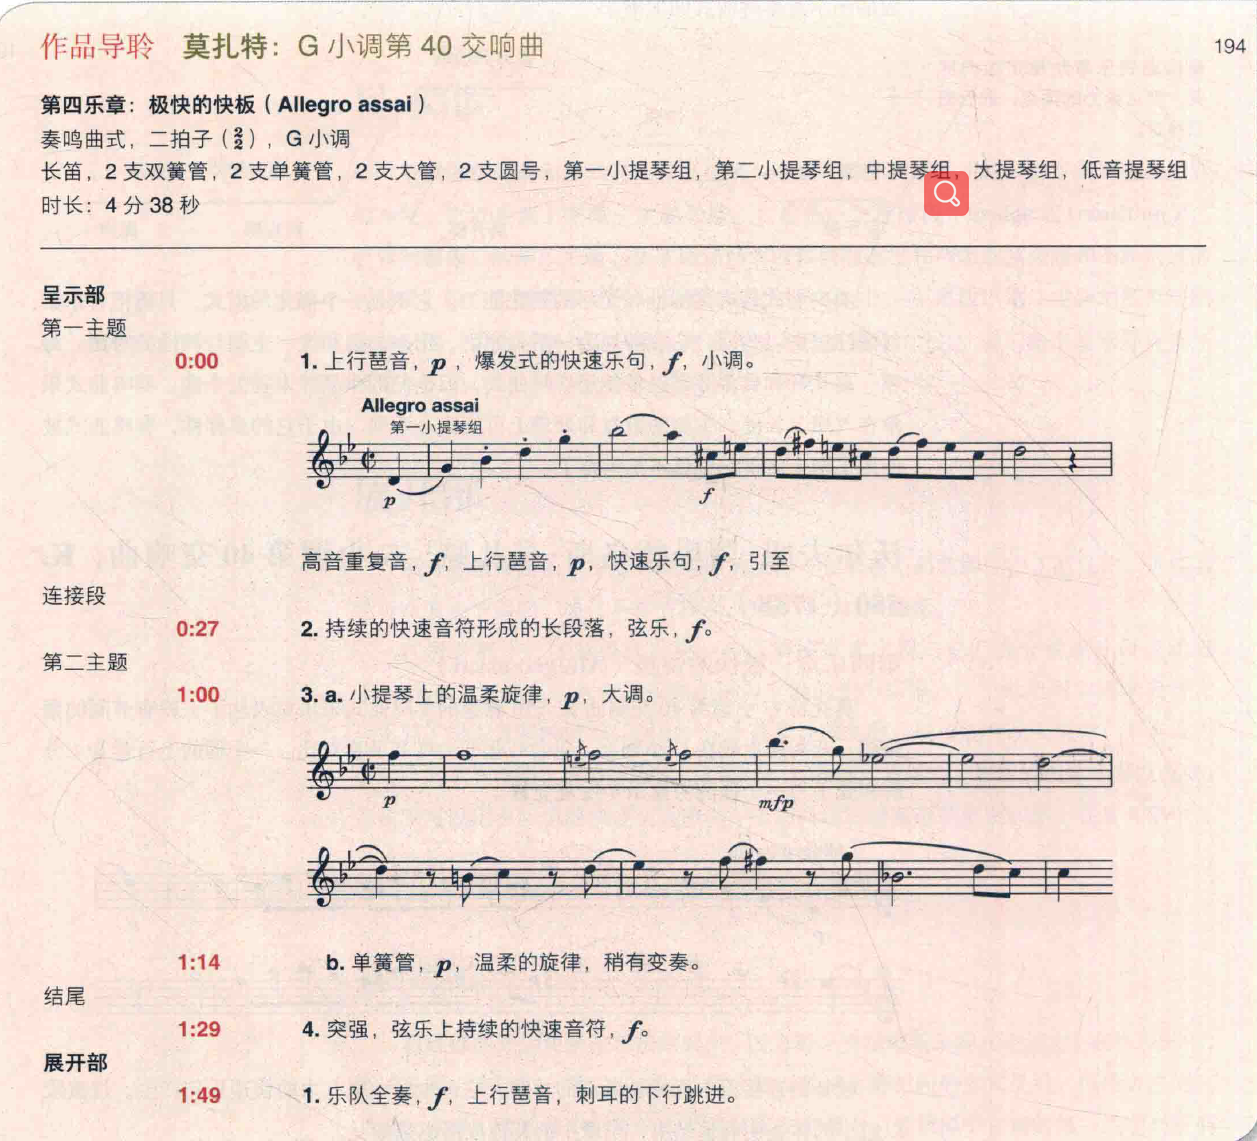 作品导聆 莫扎特：G 小调第 40 交响曲
194
第四乐章：极快的快板（Allegro assai）
奏鸣曲式，二拍子（2/2），G 小调
长笛，2 支双簧管，2 支单簧管，2 支大管，2 支圆号，第一小提琴组，第二小提琴组，中提琴组，大提琴组，低音提琴组
时长：4 分 38 秒
呈示部
第一主题
0:00 1. 上行琶音，p，爆发式的快速乐句，f，小调。
Allegro assai
第一小提琴组
p f
高音重复音，f，上行琶音，p，快速乐句，f，引至
连接段
0:27 2. 持续的快速音符形成的长段落，弦乐，f。
第二主题
1:00 3. a. 小提琴上的温柔旋律，p，大调。
p mfp
1:14 b. 单簧管，p，温柔的旋律，稍有变奏。
结尾
1:29 4. 突强，弦乐上持续的快速音符，f。
展开部
1:49 1. 乐队全奏，f，上行琶音，刺耳的下行跳进。